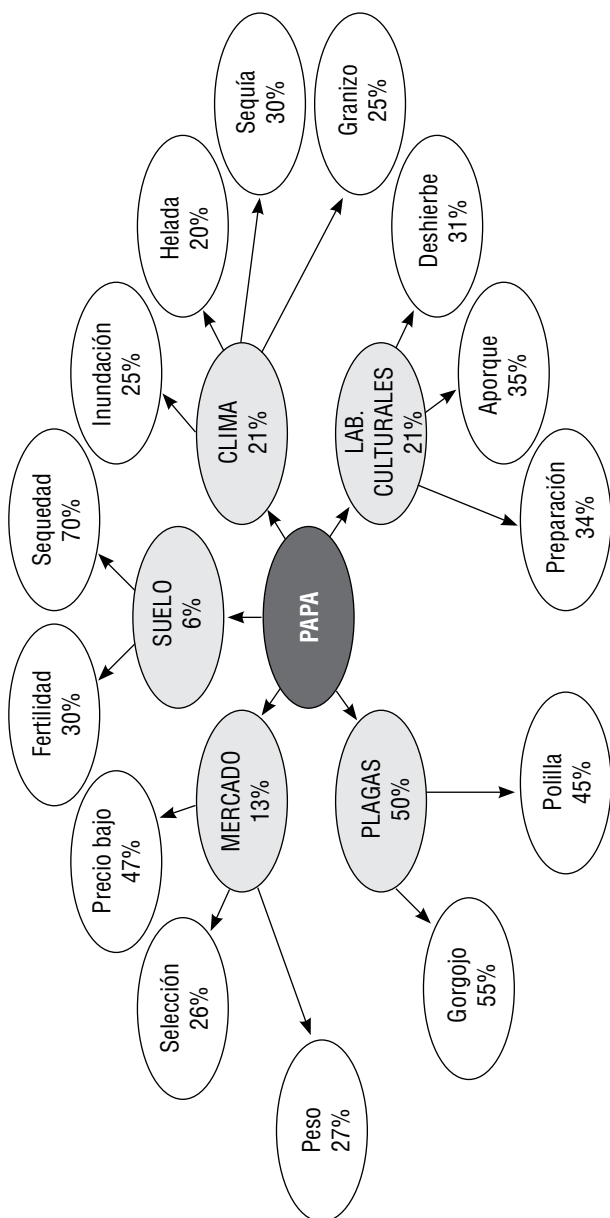 Fertilidad
30%
Sequedad
70%
Precio bajo
47%
Inundación
25%
Selección
26%
SUELO
6%
Helada
20%
Peso
27%
MERCADO
13%
CLIMA
21%
Sequía
30%
PAPA
Granizo
25%
PLAGAS
50%
LAB.
CULTURALES
21%
Deshierbe
31%
Gorgojo
55%
Polilla
45%
Preparación
34%
Aporque
35%